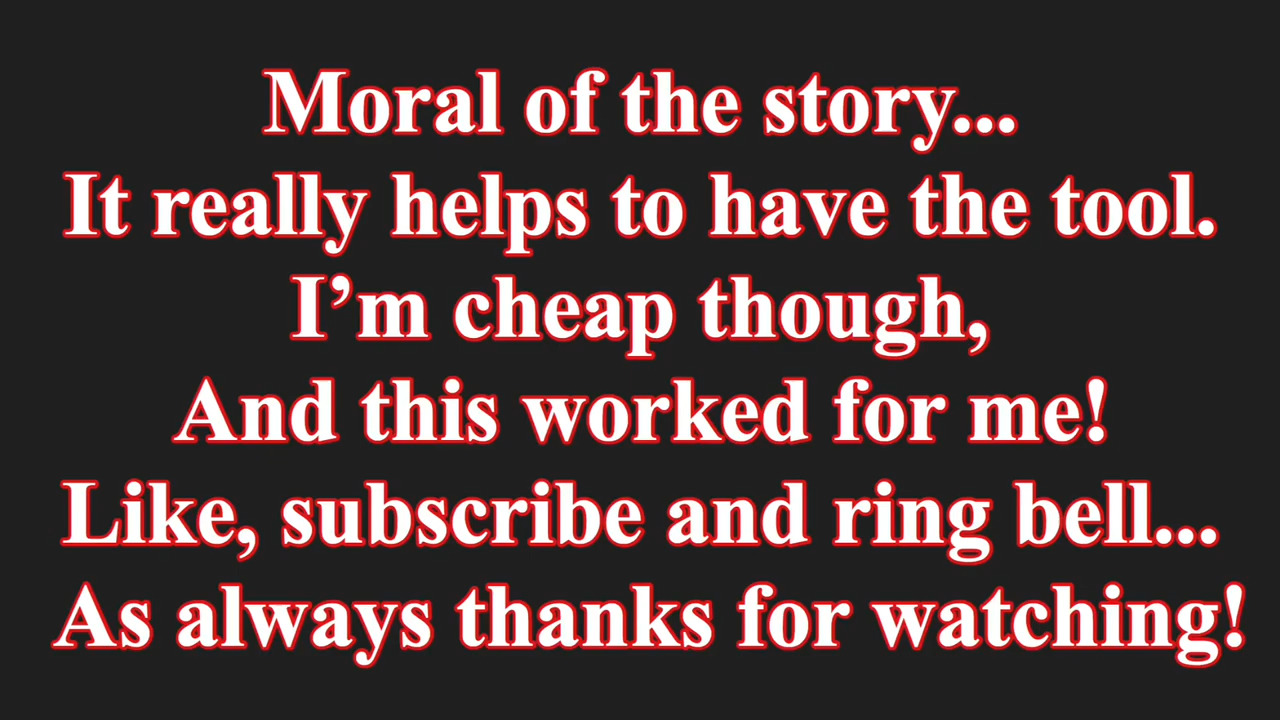 Moral of the story...
It really helps to have the tool.
I’m cheap though,
And this worked for me!
Like, subscribe and ring bell...
As always thanks for watching!